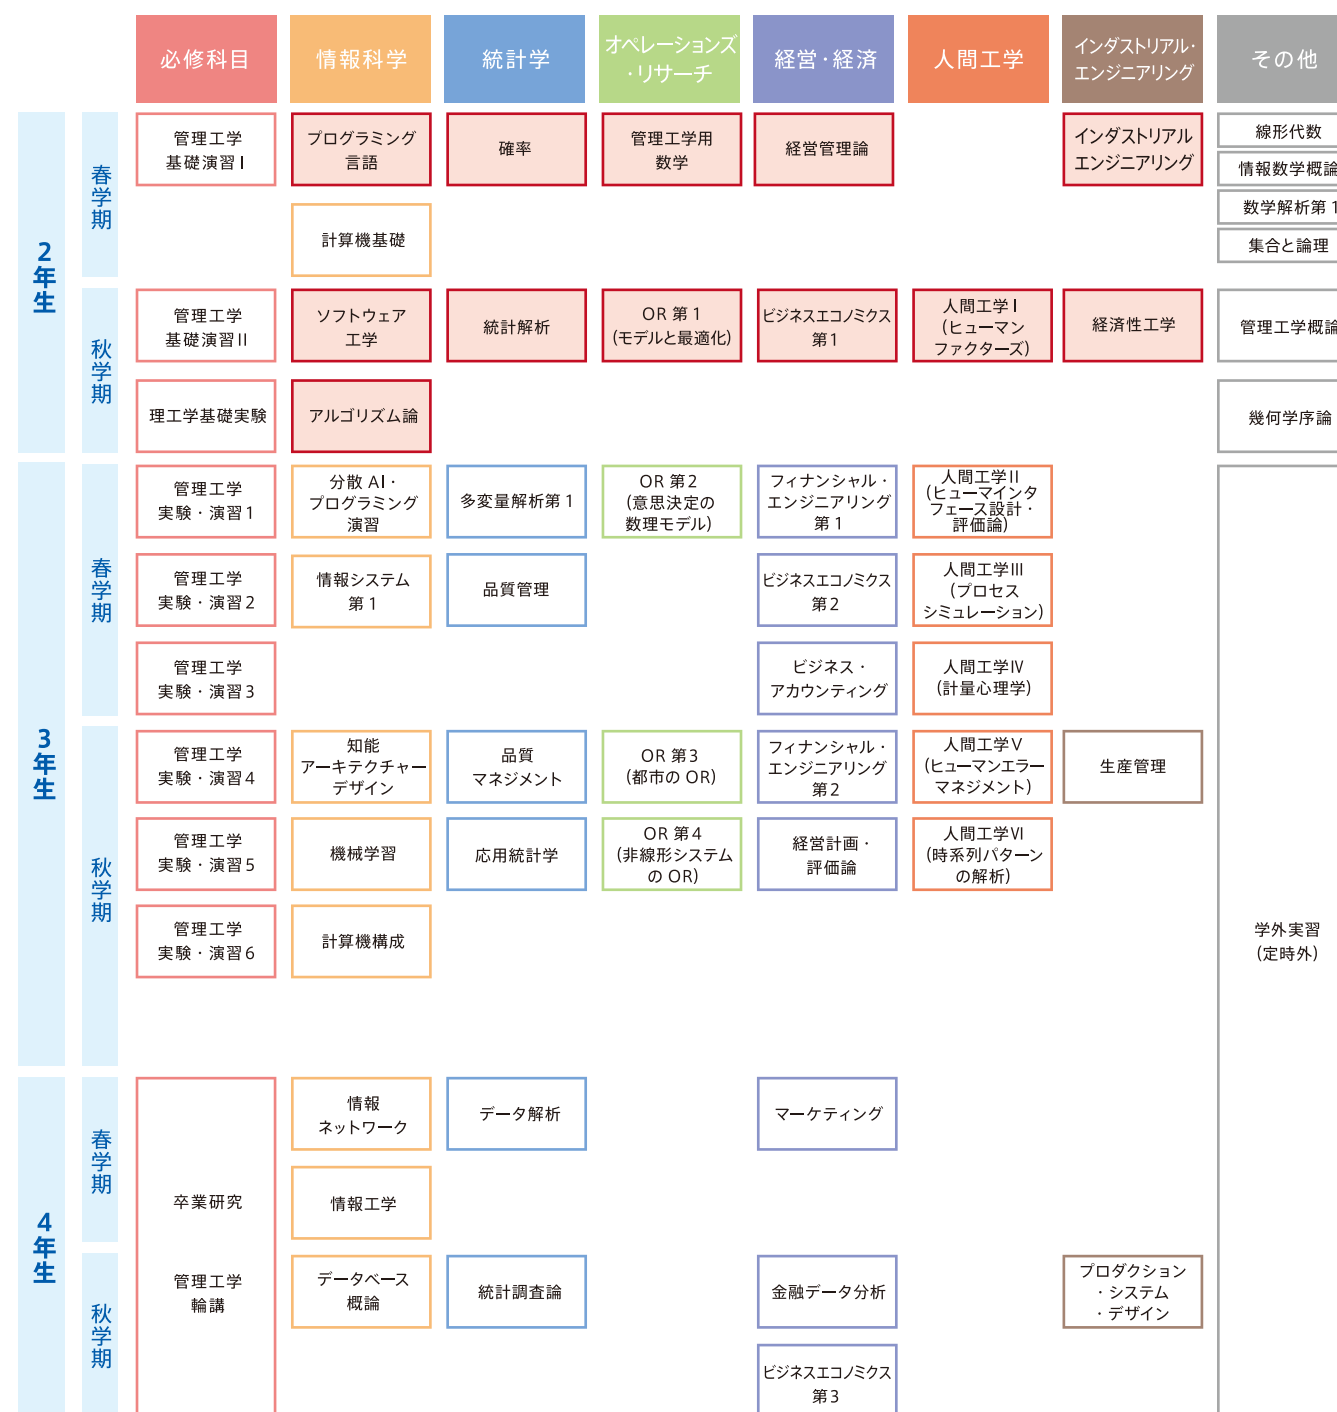 必修科目
情報科学
統計学
オペレーションズ
・リサーチ
経営・経済
人間工学
インダストリアル・
エンジニアリング
その他
2年生
春学期
管理工学
基礎演習Ⅰ
プログラミング
言語
確率
管理工学用
数学
経営管理論
インダストリアル
エンジニアリング
線形代数
情報数学概論
数学解析第1
集合と論理
計算機基礎
秋学期
管理工学
基礎演習II
ソフトウェア
工学
統計解析
OR 第1
(モデルと最適化)
ビジネスエコノミクス
第1
人間工学Ⅰ
(ヒューマン
ファクターズ)
経済性工学
管理工学概論
理工学基礎実験
アルゴリズム論
幾何学序論
3年生
春学期
管理工学
実験・演習1
分散 AI・
プログラミング
演習
多変量解析第1
OR 第2
(意思決定の
数理モデル)
フィナンシャル・
エンジニアリング
第1
人間工学II
(ヒューマインタ
フェース設計・
評価論)
管理工学
実験・演習2
情報システム
第1
品質管理
ビジネスエコノミクス
第2
人間工学III
(プロセス
シミュレーション)
管理工学
実験・演習3
ビジネス・
アカウンティング
人間工学IV
(計量心理学)
秋学期
管理工学
実験・演習4
知能
アーキテクチャー
デザイン
品質
マネジメント
OR 第3
(都市の OR)
フィナンシャル・
エンジニアリング
第2
人間工学V
(ヒューマンエラー
マネジメント)
生産管理
管理工学
実験・演習5
機械学習
応用統計学
OR 第4
(非線形システム
の OR)
経営計画・
評価論
人間工学VI
(時系列パターン
の解析)
管理工学
実験・演習6
計算機構成
学外実習
(定時外)
4年生
春学期
情報
ネットワーク
データ解析
マーケティング
卒業研究
情報工学
秋学期
管理工学
輪講
データベース
概論
統計調査論
金融データ分析
プロダクション
・システム
・デザイン
ビジネスエコノミクス
第3